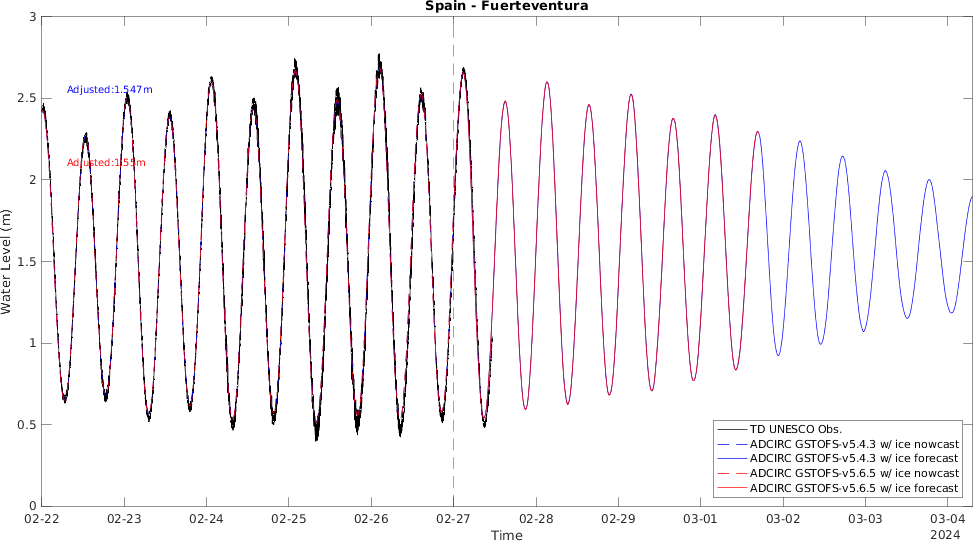 Spain - Fuerteventura
3
2.5
2
1.5
1
0.5
0
Water Level (m)
Adjusted:1.547m
Adjusted:1.55m
TD UNESCO Obs.
ADCIRC GSTOFS-v5.4.3 w/ ice nowcast
ADCIRC GSTOFS-v5.4.3 w/ ice forecast
ADCIRC GSTOFS-v5.6.5 w/ ice nowcast
ADCIRC GSTOFS-v5.6.5 w/ ice forecast
02-22 02-23 02-24 02-25 02-26 02-27 02-28 02-29 03-01 03-02 03-03 03-04
Time
2024